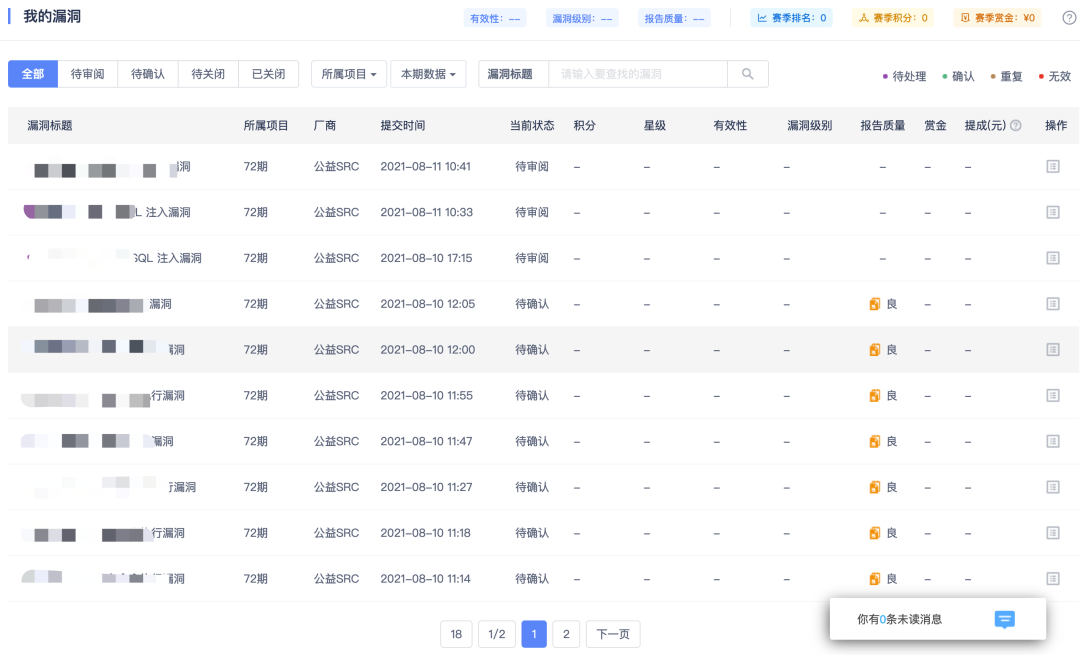 我的漏洞 有效性： -- 漏洞级别： -- 报告质量： -- 赛季排名：0 赛季积分：0 赛季赏金：¥0
全部 待审阅 待确认 待关闭 已关闭 所属项目 本期数据 漏洞标题 请输入要查找的漏洞 待处理 确认 重复 无效
漏洞标题 所属项目 厂商 提交时间 当前状态 积分 星级 有效性 漏洞级别 报告质量 赏金 提成(元) 操作
洞 72期 公益SRC 2021-08-11 10:41 待审阅 - - - - - - -
注入漏洞 72期 公益SRC 2021-08-11 10:33 待审阅 - - - - - - -
SQL 注入漏洞 72期 公益SRC 2021-08-10 17:15 待审阅 - - - - - - -
漏洞 72期 公益SRC 2021-08-10 12:05 待确认 - - - - 良 - -
漏洞 72期 公益SRC 2021-08-10 12:00 待确认 - - - - 良 - -
行漏洞 72期 公益SRC 2021-08-10 11:55 待确认 - - - - 良 - -
漏洞 72期 公益SRC 2021-08-10 11:47 待确认 - - - - 良 - -
行漏洞 72期 公益SRC 2021-08-10 11:27 待确认 - - - - 良 - -
行漏洞 72期 公益SRC 2021-08-10 11:18 待确认 - - - - 良 - -
漏洞 72期 公益SRC 2021-08-10 11:14 待确认 - - - - 良 - -
你有0条未读消息
18 1/2 1 2 下一页